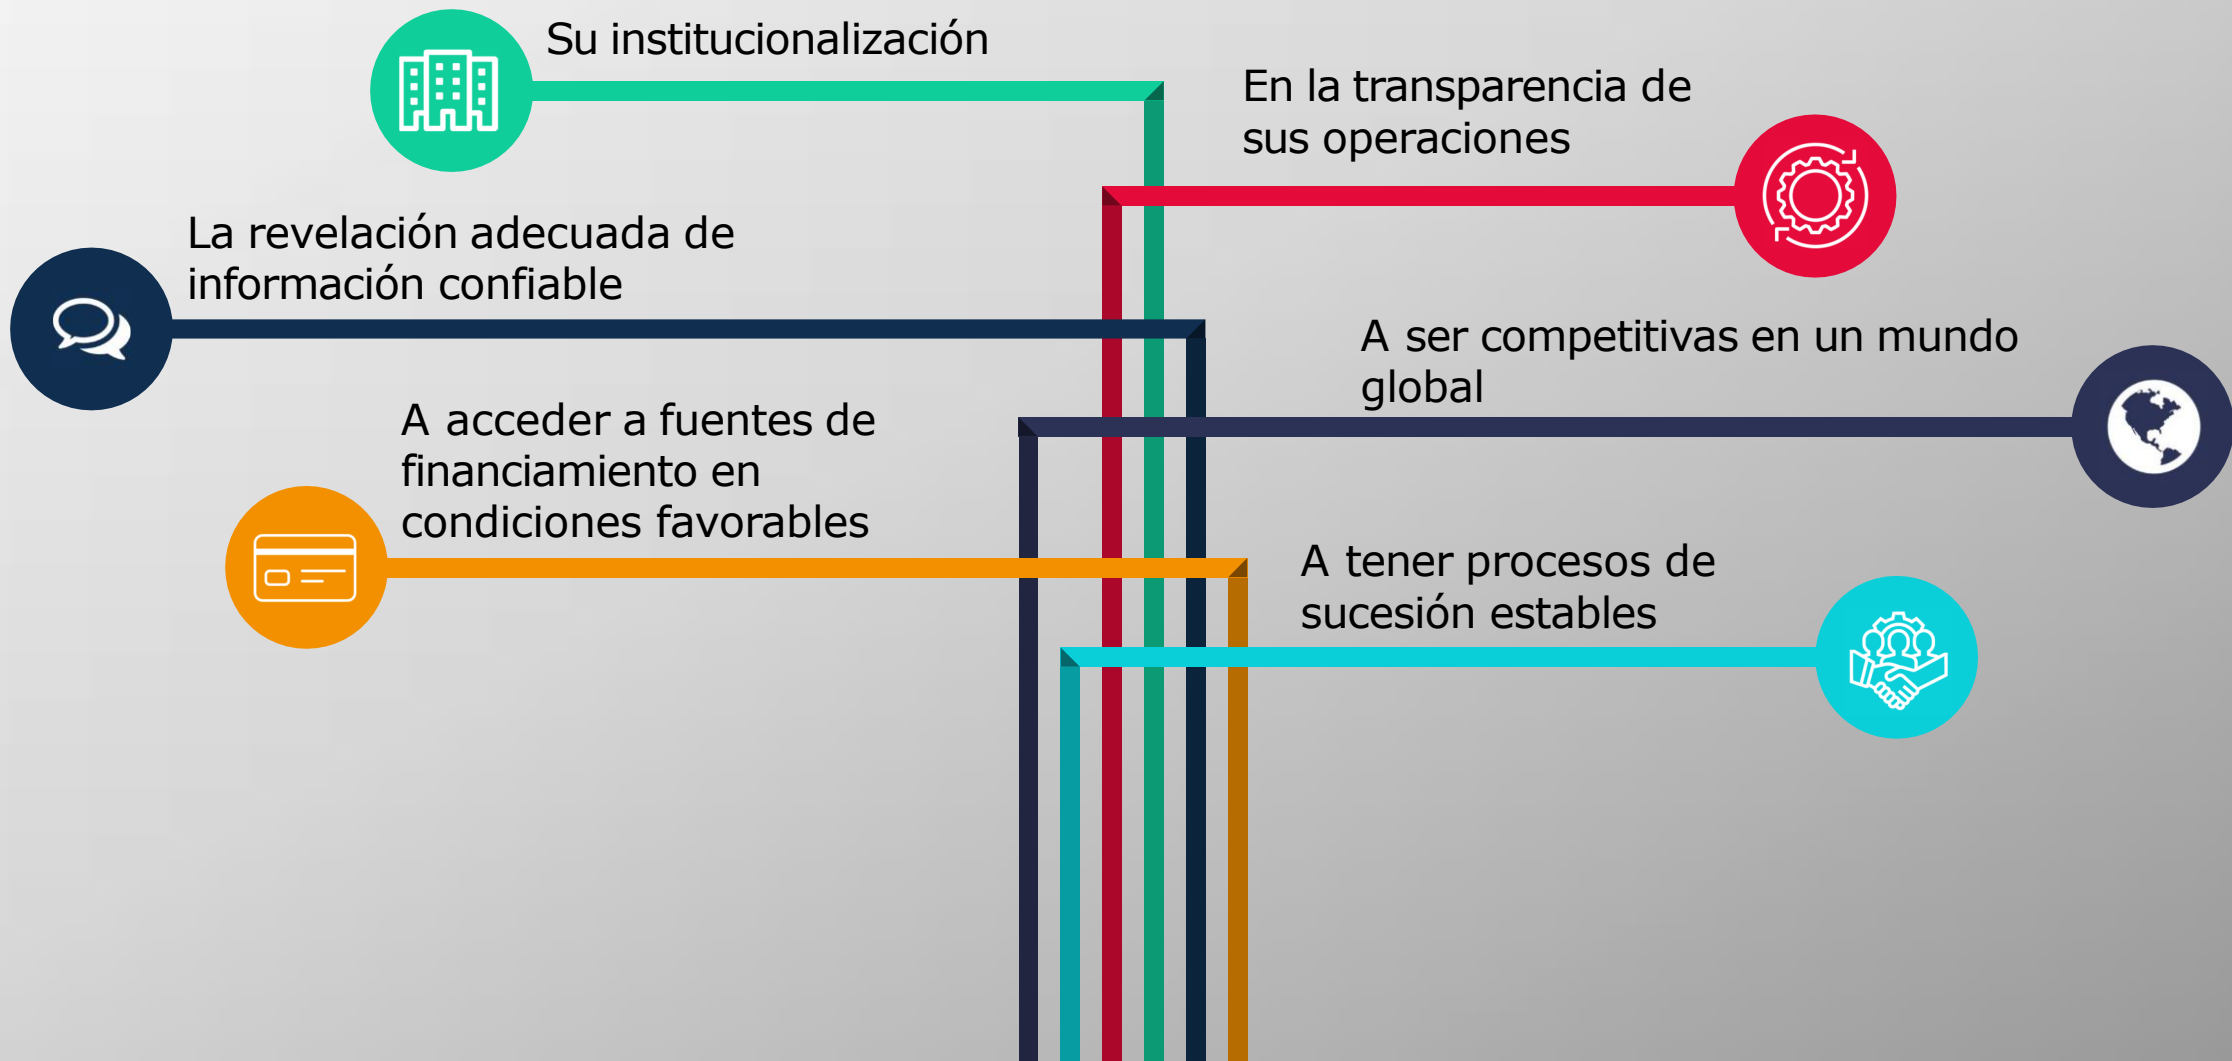 Su institucionalización
En la transparencia de
sus operaciones
La revelación adecuada de
información confiable
A ser competitivas en un mundo
global
A acceder a fuentes de
financiamiento en
condiciones favorables
A tener procesos de
sucesión estables